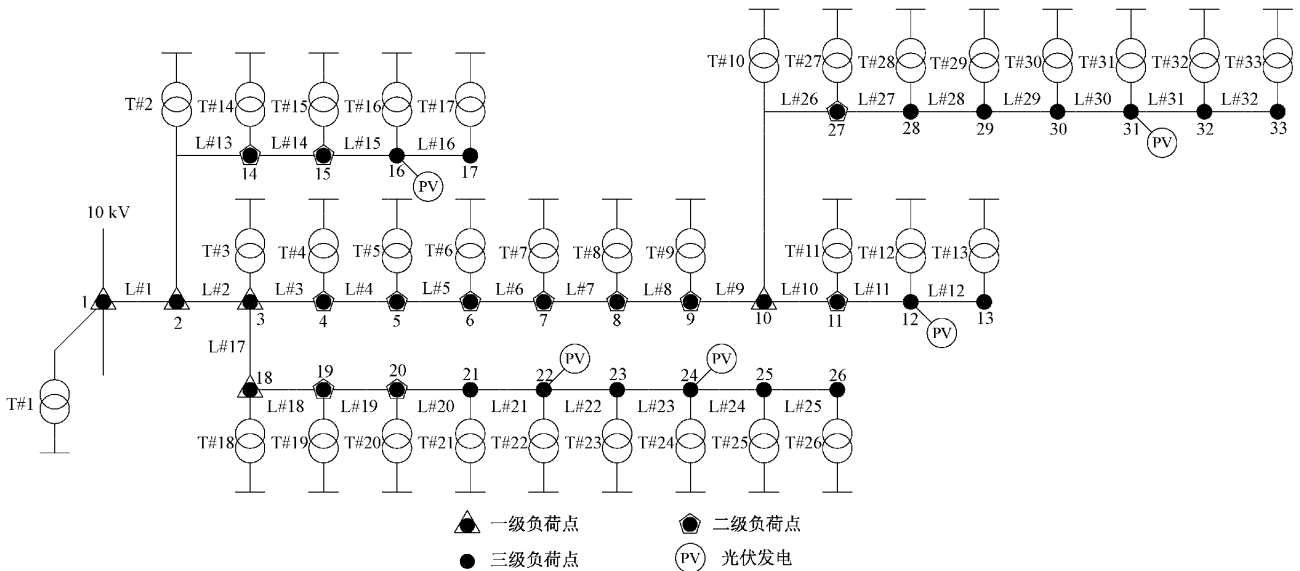 T#10 T#27 T#28 T#29 T#30 T#31 T#32 T#33
L#26 L#27 L#28 L#29 L#30 L#31 L#32
27 28 29 30 31 32 33
PV
T#2 T#14 T#15 T#16 T#17
L#13 L#14 L#15 L#16
14 15 16 17
PV
10 kV
T#3 T#4 T#5 T#6 T#7 T#8 T#9 T#11 T#12 T#13
L#1 L#2 L#3 L#4 L#5 L#6 L#7 L#8 L#9 L#10 L#11 L#12
1 2 3 4 5 6 7 8 9 10 11 12 13
PV
L#17
PV PV
18 19 20 21 22 23 24 25 26
L#18 L#19 L#20 L#21 L#22 L#23 L#24 L#25
T#1
T#18 T#19 T#20 T#21 T#22 T#23 T#24 T#25 T#26
一级负荷点 二级负荷点
三级负荷点 PV 光伏发电